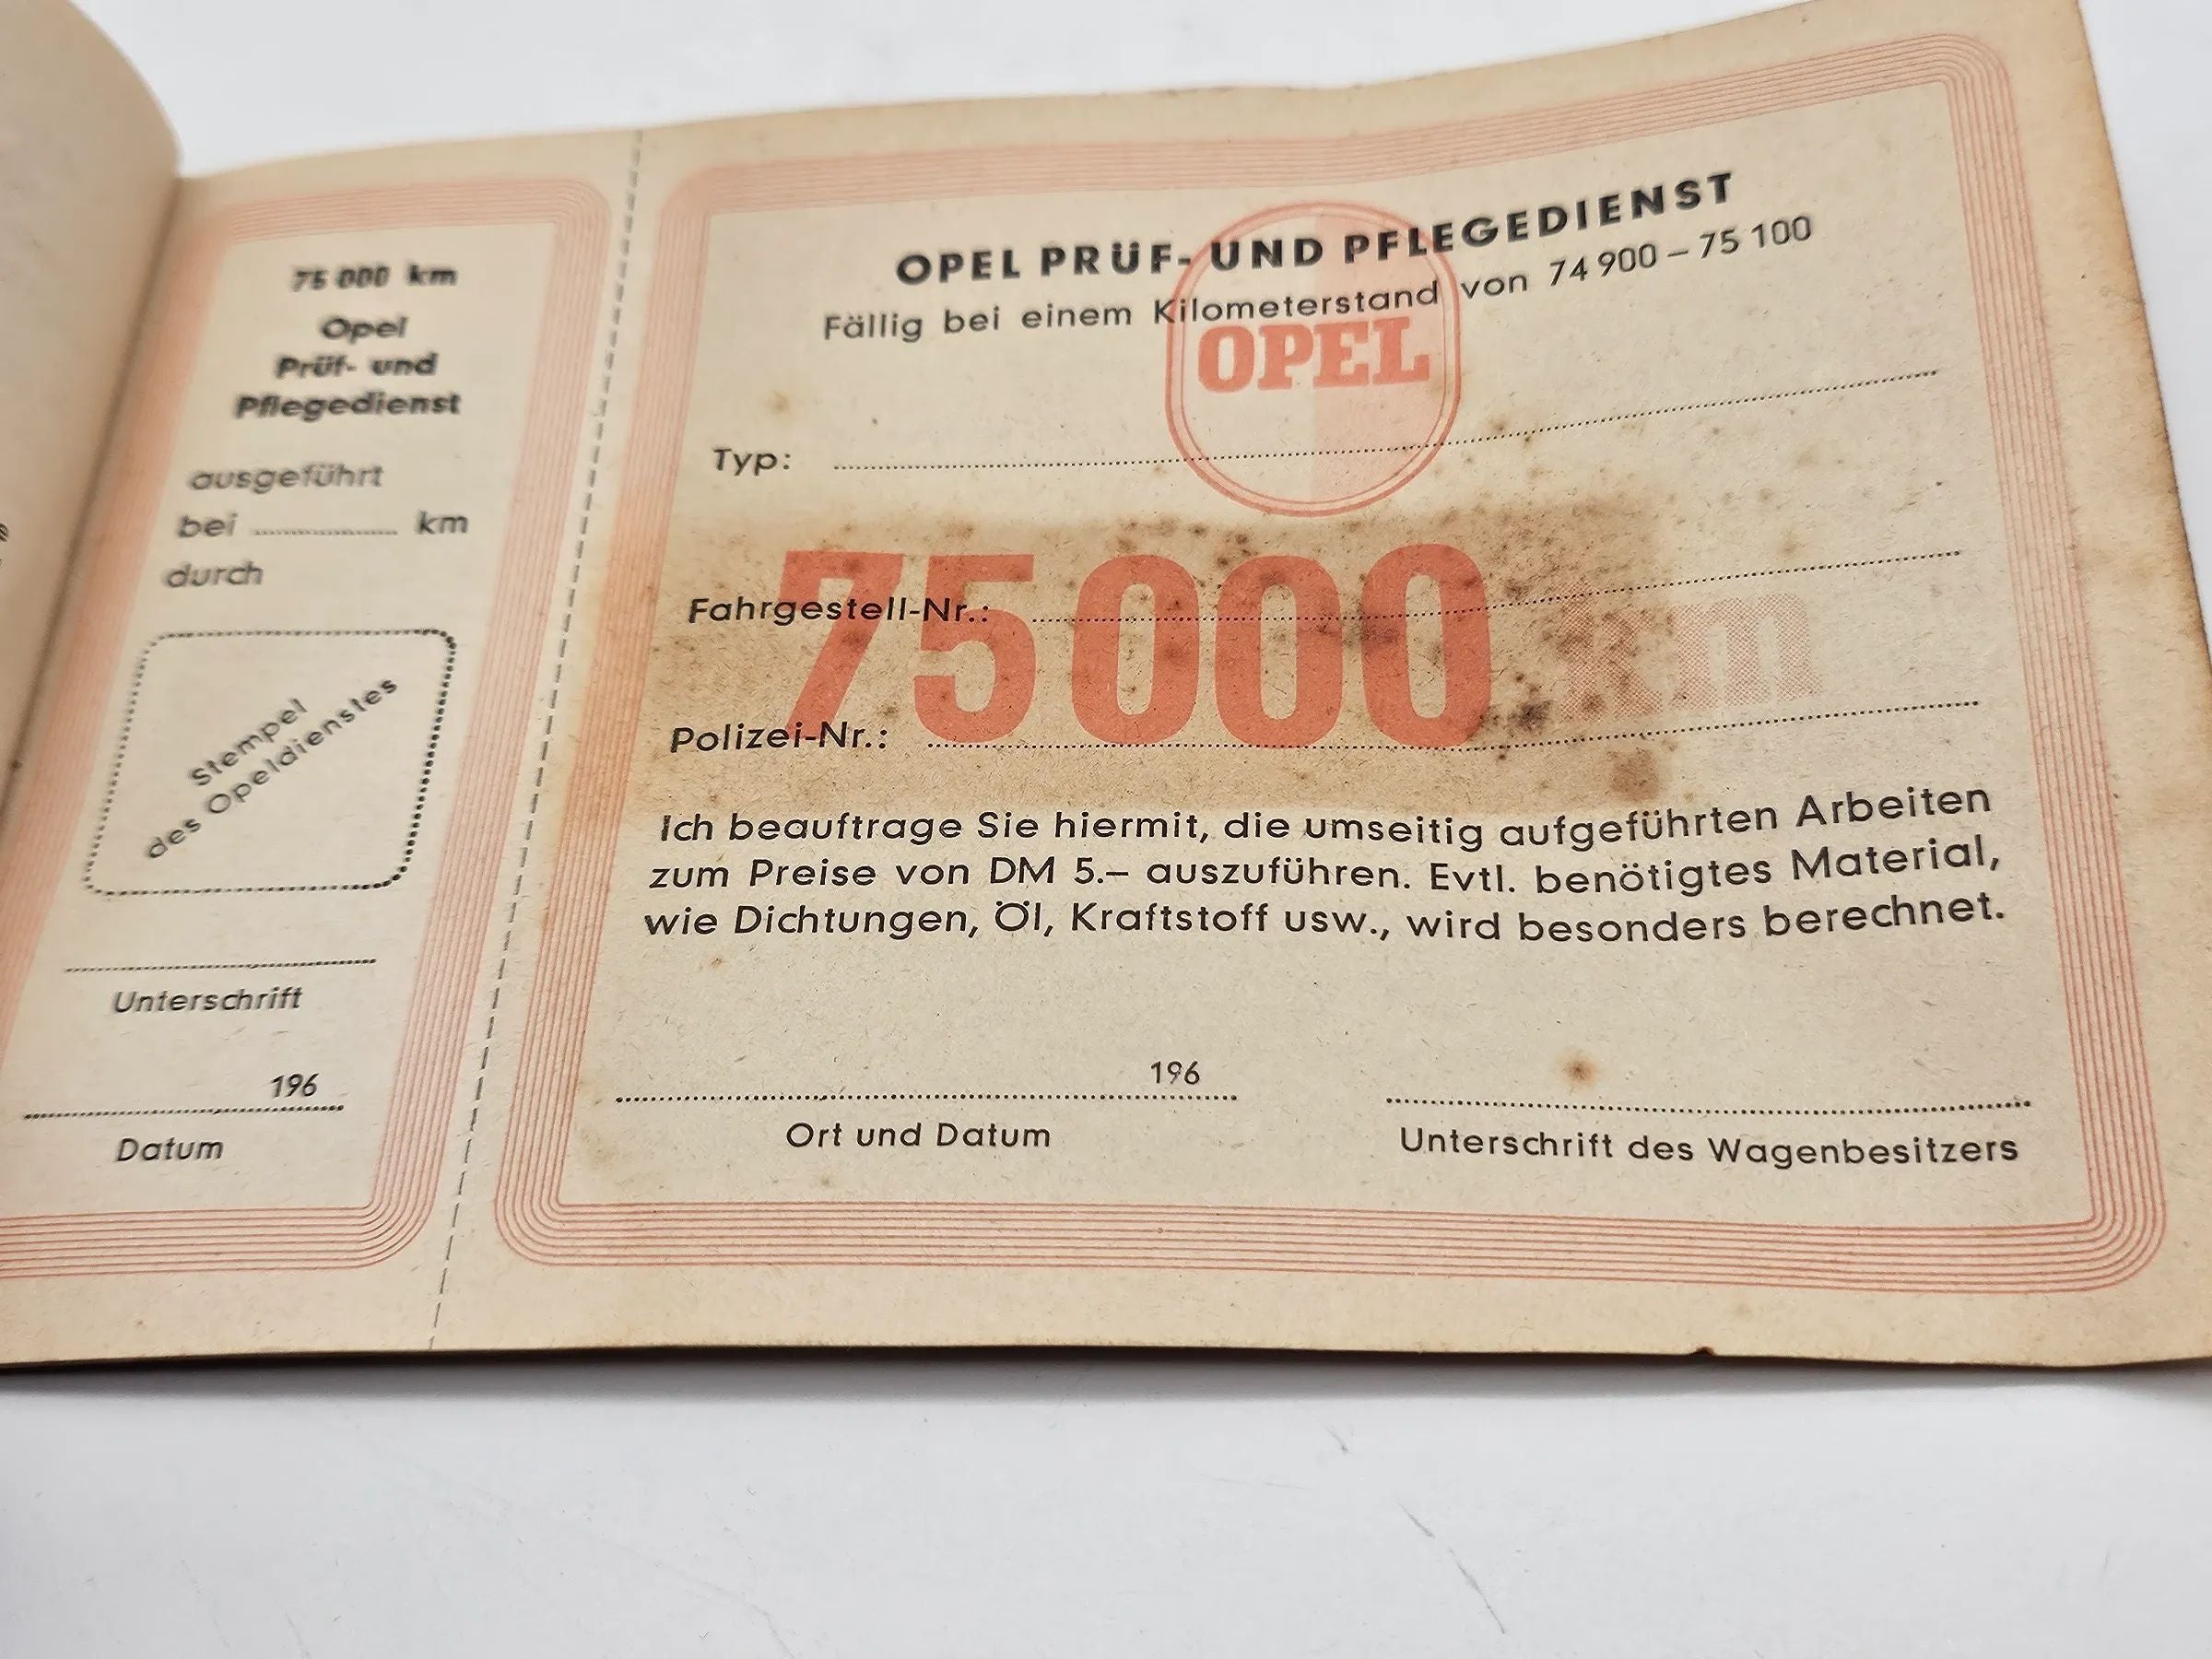 75 000 km
Opel
Prüf- und
Pflegedienst
ausgeführt
bei ................ km
durch
Stempel
des Opeldienstes
Unterschrift
196
Datum
OPEL PRÜF- UND PFLEGEDIENST
Fällig bei einem Kilometerstand von 74 900 – 75 100
OPEL
Typ:
75 000 km
Fahrgestell-Nr.:
Polizei-Nr.:
Ich beauftrage Sie hiermit, die umseitig aufgeführten Arbeiten
zum Preise von DM 5.– auszuführen. Evtl. benötigtes Material,
wie Dichtungen, Öl, Kraftstoff usw., wird besonders berechnet.
196
Ort und Datum
Unterschrift des Wagenbesitzers